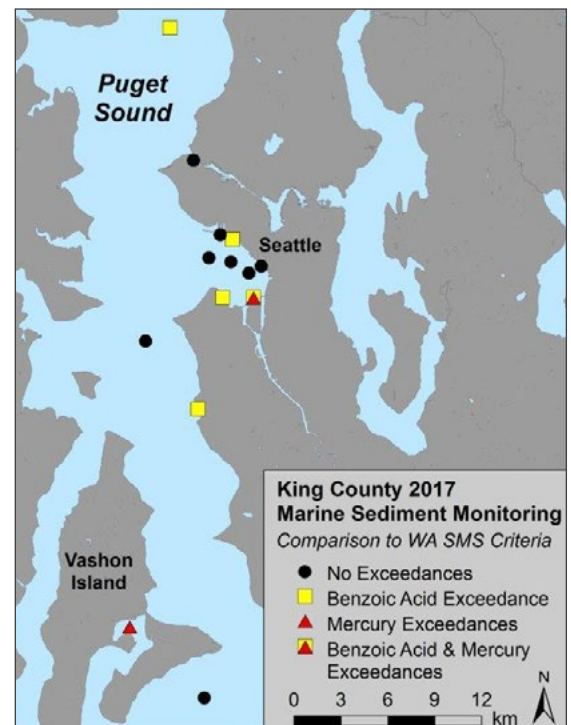 Puget
Sound
Seattle
Vashon
Island
King County 2017
Marine Sediment Monitoring
Comparison to WA SMS Criteria
No Exceedances
Benzoic Acid Exceedance
Mercury Exceedances
Benzoic Acid & Mercury
Exceedances
N
0 3 6 9 12
km